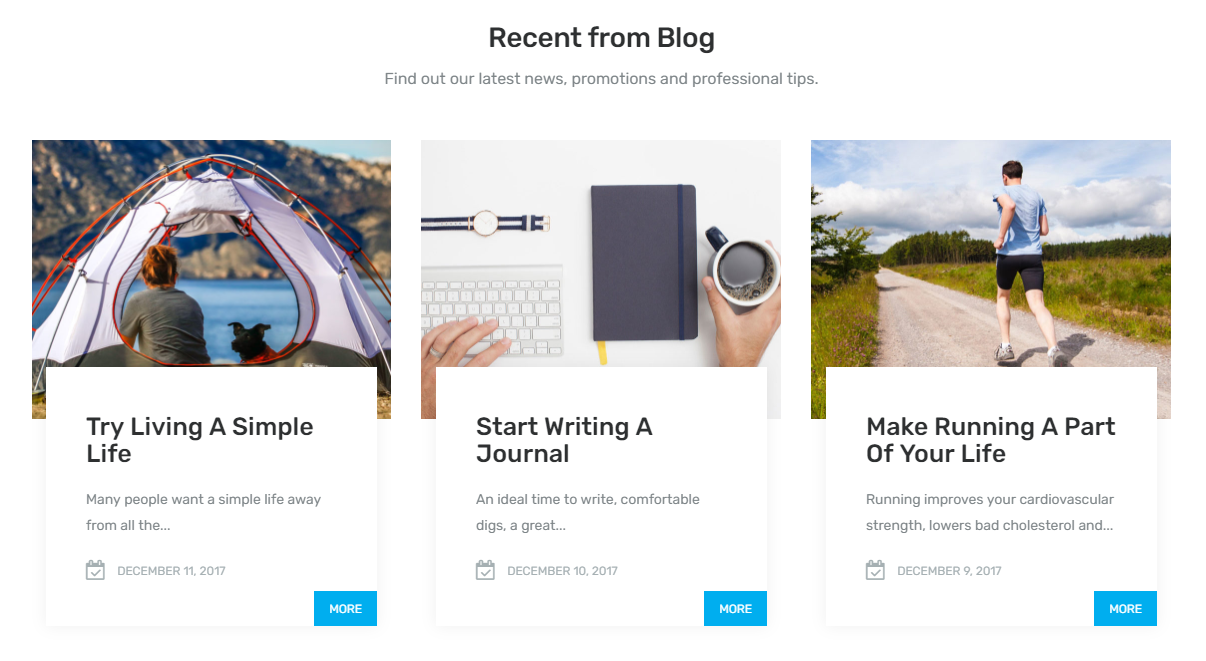 Recent from Blog
Find out our latest news, promotions and professional tips.
Try Living A Simple
Life
Many people want a simple life away
from all the...
DECEMBER 11, 2017
MORE
Start Writing A
Journal
An ideal time to write, comfortable
digs, a great...
DECEMBER 10, 2017
MORE
Make Running A Part
Of Your Life
Running improves your cardiovascular
strength, lowers bad cholesterol and...
DECEMBER 9, 2017
MORE